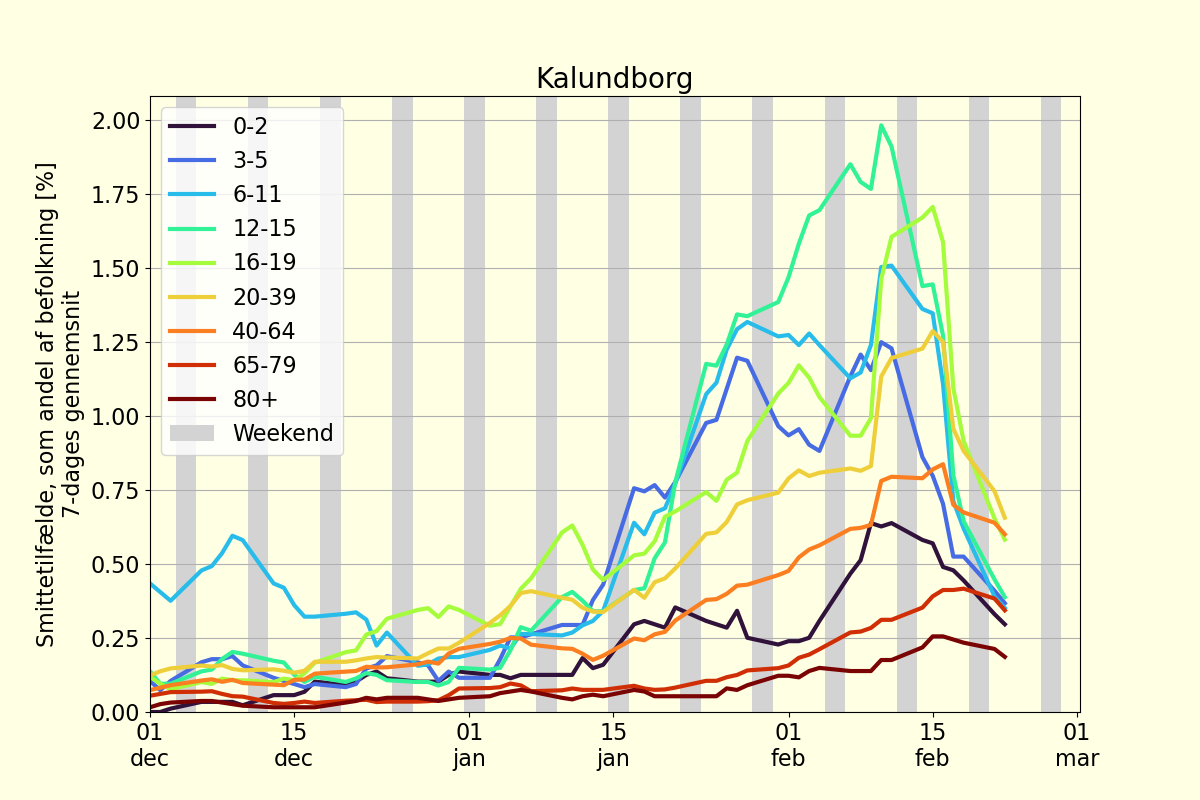 Kalundborg
Smittetilfælde, som andel af befolkning [%]
7-dages gennemsnit
2.00
1.75
1.50
1.25
1.00
0.75
0.50
0.25
0.00
0-2
3-5
6-11
12-15
16-19
20-39
40-64
65-79
80+
Weekend
01
dec
15
dec
01
jan
15
jan
01
feb
15
feb
01
mar